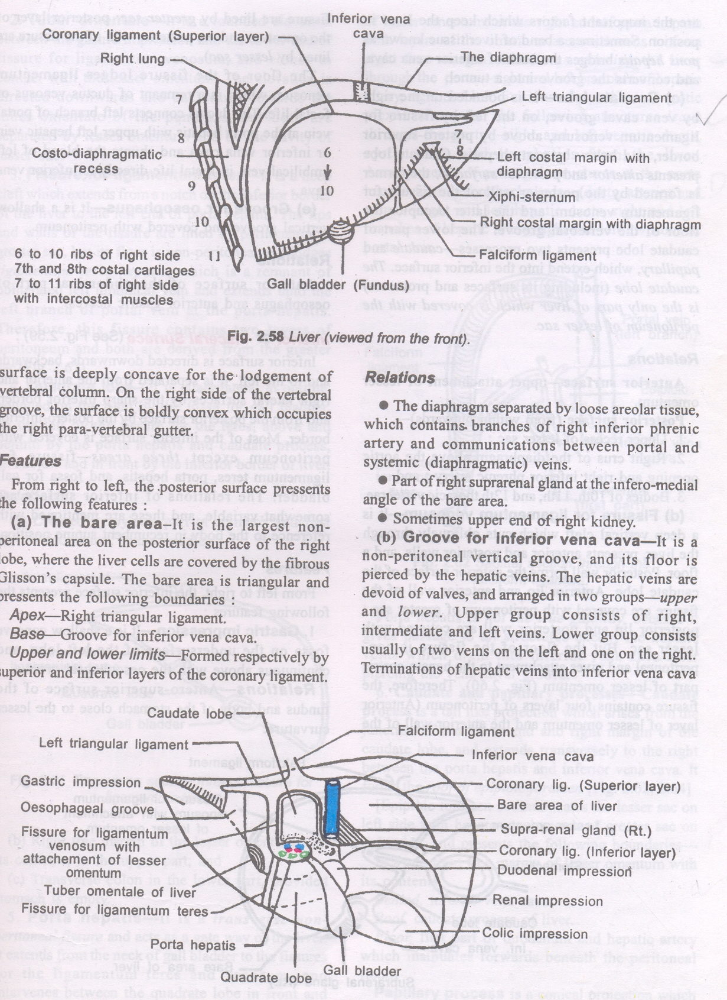 Inferior vena
cava
Coronary ligament (Superior layer)
Right lung
The diaphragm
Left triangular ligament
7
8
9
10
11
6
10
7
8
Costo-diaphragmatic
recess
Left costal margin with
diaphragm
Xiphi-sternum
Right costal margin with diaphragm
Falciform ligament
6 to 10 ribs of right side
7th and 8th costal cartilages
7 to 11 ribs of right side
with intercostal muscles
Gall bladder (Fundus)
Fig. 2.58 Liver (viewed from the front).
surface is deeply concave for the lodgement of
vertebral column. On the right side of the vertebral
groove, the surface is boldly convex which occupies
the right para-vertebral gutter.
Features
From right to left, the posterior surface pressents
the following features :
(a) The bare area–It is the largest non-
peritoneal area on the posterior surface of the right
lobe, where the liver cells are covered by the fibrous
Glisson's capsule. The bare area is triangular and
pressents the following boundaries :
Apex—Right triangular ligament.
Base—Groove for inferior vena cava.
Upper and lower limits—Formed respectively by
superior and inferior layers of the coronary ligament.
Relations
● The diaphragm separated by loose areolar tissue,
which contains branches of right inferior phrenic
artery and communications between portal and
systemic (diaphragmatic) veins.
● Part of right suprarenal gland at the infero-medial
angle of the bare area.
● Sometimes upper end of right kidney.
(b) Groove for inferior vena cava—It is a
non-peritoneal vertical groove, and its floor is
pierced by the hepatic veins. The hepatic veins are
devoid of valves, and arranged in two groups—upper
and lower. Upper group consists of right,
intermediate and left veins. Lower group consists
usually of two veins on the left and one on the right.
Terminations of hepatic veins into inferior vena cava
Caudate lobe
Left triangular ligament
Gastric impression
Oesophageal groove
Fissure for ligamentum
venosum with
attachement of lesser
omentum
Tuber omentale of liver
Fissure for ligamentum teres
Porta hepatis
Quadrate lobe
Gall bladder
Falciform ligament
Inferior vena cava
Coronary lig. (Superior layer)
Bare area of liver
Supra-renal gland (Rt.)
Coronary lig. (Inferior layer)
Duodenal impression
Renal impression
Colic impression